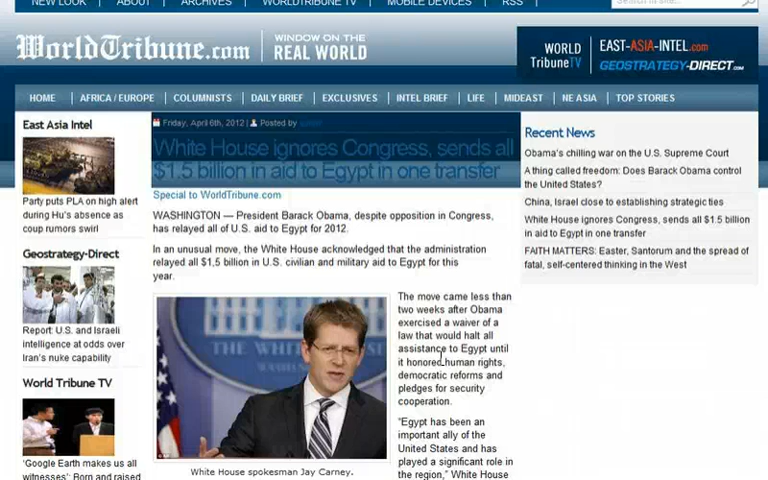 NEW LOOK ABOUT ARCHIVES WORLDTRIBUNE TV MOBILE DEVICES RSS
WorldTribune.com
WINDOW ON THE
REAL WORLD
WORLD
TribuneTV
EAST-ASIA-INTEL.com
GEOSTRATEGY-DIRECT.com
HOME AFRICA / EUROPE COLUMNISTS DAILY BRIEF EXCLUSIVES INTEL BRIEF LIFE MIDEAST NE ASIA TOP STORIES
East Asia Intel
Party puts PLA on high alert
during Hu's absence as
coup rumors swirl
Geostrategy-Direct
Report: U.S. and Israeli
intelligence at odds over
Iran's nuke capability
World Tribune TV
'Google Earth makes us all
witnesses': Born and raised
Friday, April 6th, 2012 | Posted by
White House ignores Congress, sends all
$1.5 billion in aid to Egypt in one transfer
Special to WorldTribune.com
WASHINGTON — President Barack Obama, despite opposition in Congress,
has relayed all of U.S. aid to Egypt for 2012.
In an unusual move, the White House acknowledged that the administration
relayed all $1,5 billion in U.S. civilian and military aid to Egypt for this
year.
THE WHITE HOUSE
White House spokesman Jay Carney.
The move came less than
two weeks after Obama
exercised a waiver of a
law that would halt all
assistance to Egypt until
it honored human rights,
democratic reforms and
pledges for security
cooperation.
"Egypt has been an
important ally of the
United States and has
played a significant role in
the region," White House
Recent News
Obama's chilling war on the U.S. Supreme Court
A thing called freedom: Does Barack Obama control
the United States?
China, Israel close to establishing strategic ties
White House ignores Congress, sends all $1.5 billion
in aid to Egypt in one transfer
FAITH MATTERS: Easter, Santorum and the spread of
fatal, self-centered thinking in the West